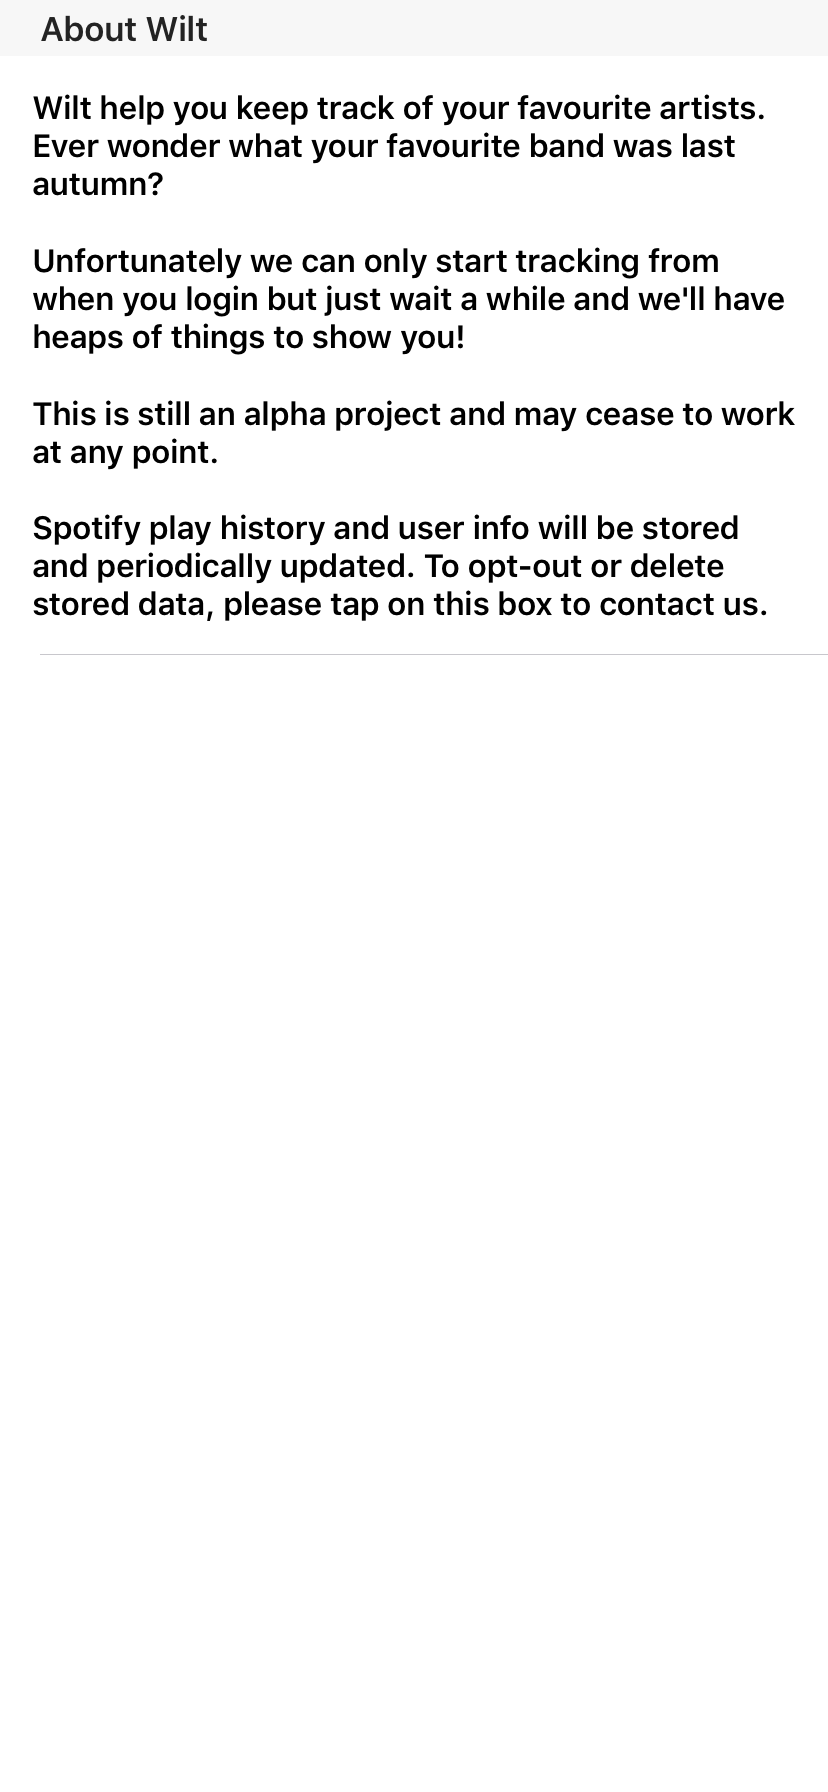 About Wilt
Wilt help you keep track of your favourite artists.
Ever wonder what your favourite band was last
autumn?
Unfortunately we can only start tracking from
when you login but just wait a while and we'll have
heaps of things to show you!
This is still an alpha project and may cease to work
at any point.
Spotify play history and user info will be stored
and periodically updated. To opt-out or delete
stored data, please tap on this box to contact us.